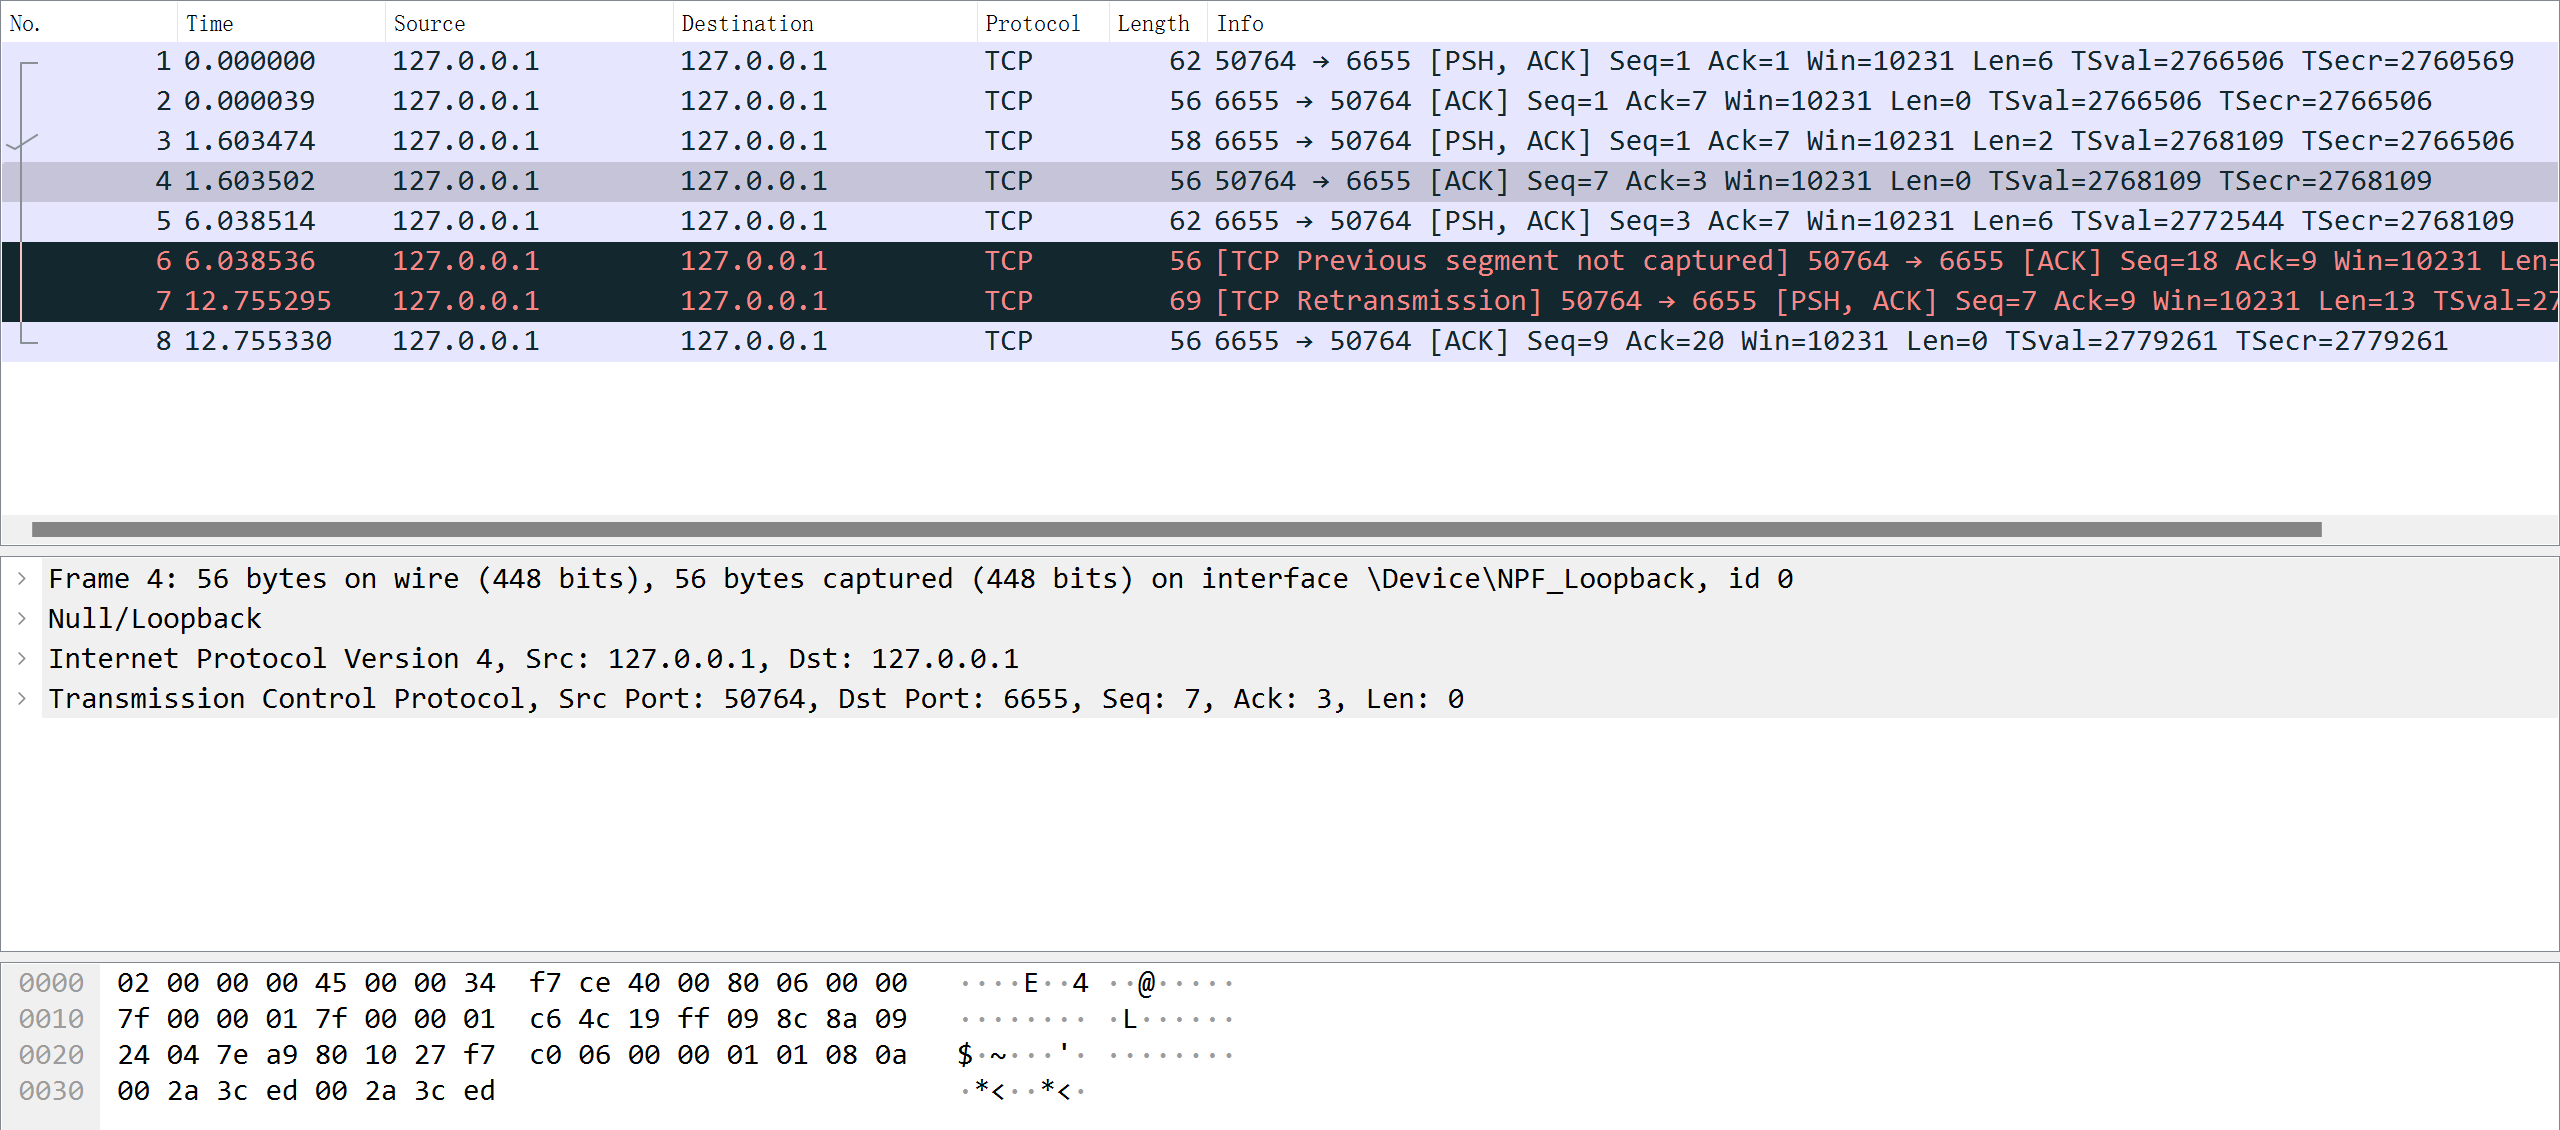 No. Time Source Destination Protocol Length Info
1 0.000000 127.0.0.1 127.0.0.1 TCP 62 50764 → 6655 [PSH, ACK] Seq=1 Ack=1 Win=10231 Len=6 TSval=2766506 TSecr=2760569
2 0.000039 127.0.0.1 127.0.0.1 TCP 56 6655 → 50764 [ACK] Seq=1 Ack=7 Win=10231 Len=0 TSval=2766506 TSecr=2766506
3 1.603474 127.0.0.1 127.0.0.1 TCP 58 6655 → 50764 [PSH, ACK] Seq=1 Ack=7 Win=10231 Len=2 TSval=2768109 TSecr=2766506
4 1.603502 127.0.0.1 127.0.0.1 TCP 56 50764 → 6655 [ACK] Seq=7 Ack=3 Win=10231 Len=0 TSval=2768109 TSecr=2768109
5 6.038514 127.0.0.1 127.0.0.1 TCP 62 6655 → 50764 [PSH, ACK] Seq=3 Ack=7 Win=10231 Len=6 TSval=2772544 TSecr=2768109
6 6.038536 127.0.0.1 127.0.0.1 TCP 56 [TCP Previous segment not captured] 50764 → 6655 [ACK] Seq=18 Ack=9 Win=10231 Len=
7 12.755295 127.0.0.1 127.0.0.1 TCP 69 [TCP Retransmission] 50764 → 6655 [PSH, ACK] Seq=7 Ack=9 Win=10231 Len=13 TSval=27
8 12.755330 127.0.0.1 127.0.0.1 TCP 56 6655 → 50764 [ACK] Seq=9 Ack=20 Win=10231 Len=0 TSval=2779261 TSecr=2779261
Frame 4: 56 bytes on wire (448 bits), 56 bytes captured (448 bits) on interface \Device\NPF_Loopback, id 0
Null/Loopback
Internet Protocol Version 4, Src: 127.0.0.1, Dst: 127.0.0.1
Transmission Control Protocol, Src Port: 50764, Dst Port: 6655, Seq: 7, Ack: 3, Len: 0
0000 02 00 00 00 45 00 00 34 f7 ce 40 00 80 06 00 00 ····E··4 ··@·····
0010 7f 00 00 01 7f 00 00 01 c6 4c 19 ff 09 8c 8a 09 ········ ·L······
0020 24 04 7e a9 80 10 27 f7 c0 06 00 00 01 01 08 0a $·~···'· ········
0030 00 2a 3c ed 00 2a 3c ed ·*<··*<·